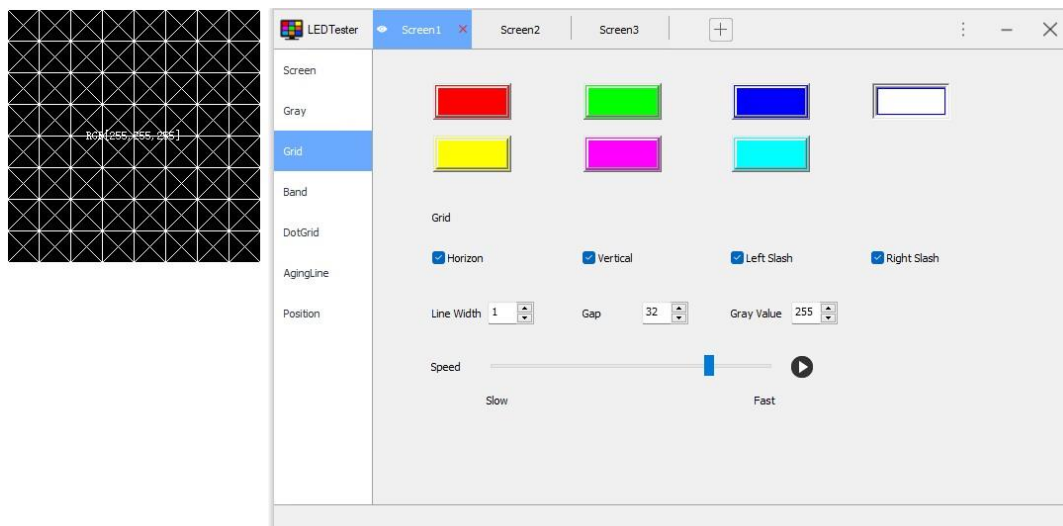 LEDTester Screen1 Screen2 Screen3
Screen
Gray
Grid
Band
DotGrid
AgingLine
Position
RGB[255,255,255]
Grid
Horizon Vertical Left Slash Right Slash
Line Width 1 Gap 32 Gray Value 255
Speed
Slow Fast